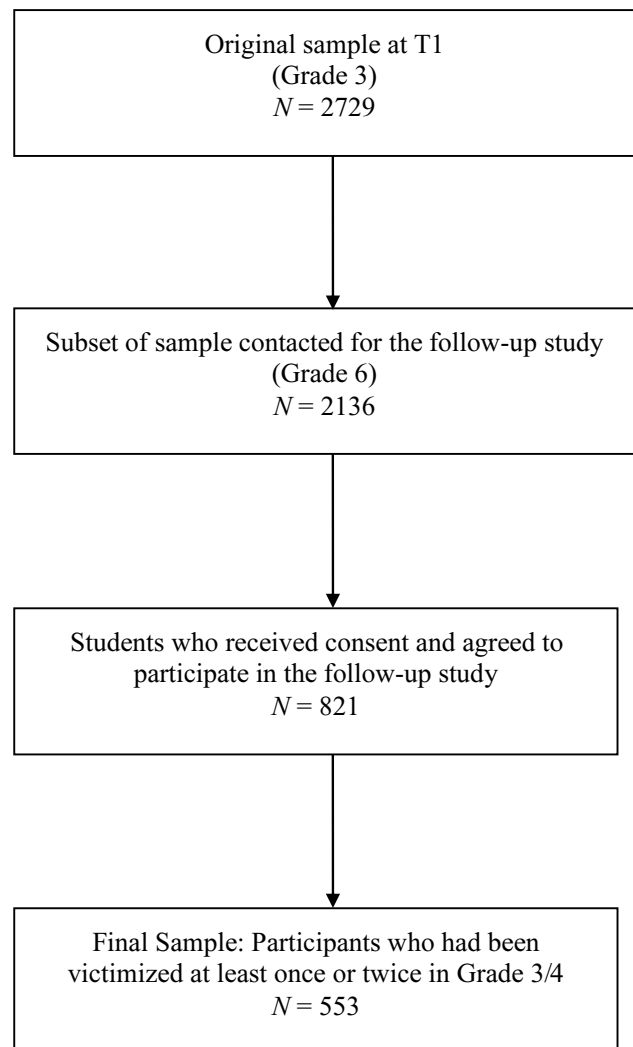 Original sample at T1
(Grade 3)
N = 2729
Subset of sample contacted for the follow-up study
(Grade 6)
N = 2136
Students who received consent and agreed to
participate in the follow-up study
N = 821
Final Sample: Participants who had been
victimized at least once or twice in Grade 3/4
N = 553